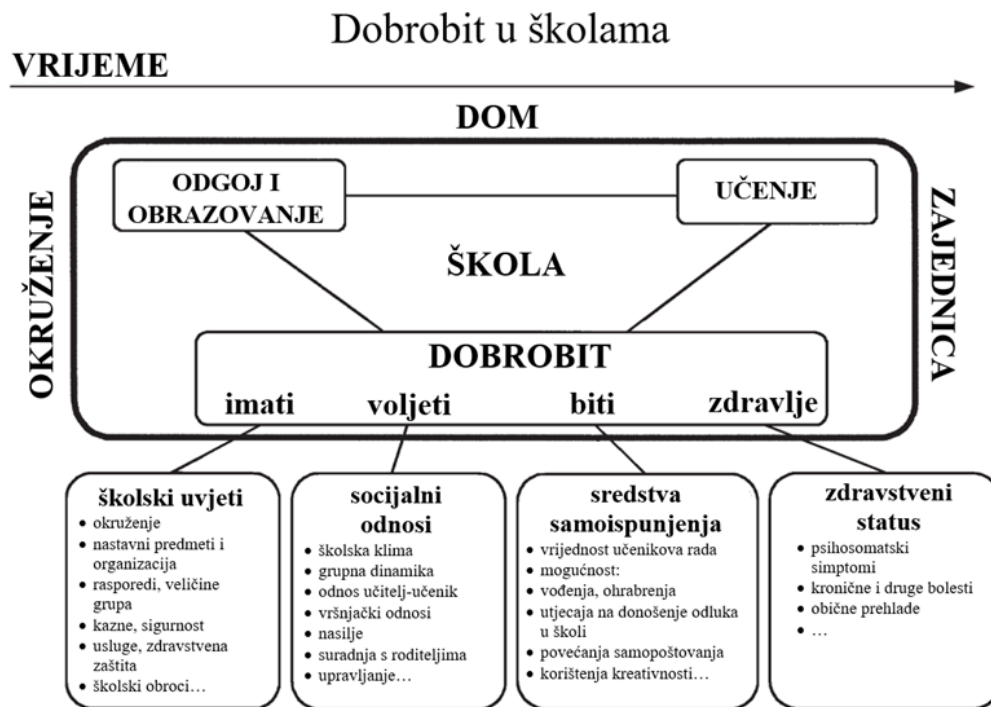 Dobrobit u školama
VRIJEME
DOM
OKRUŽENJE
ODGOJ I
OBRAZOVANJE
UČENJE
ŠKOLA
ZAJEDNICA
DOBROBIT
imati
voljeti
biti
zdravlje
školski uvjeti
• okruženje
• nastavni predmeti i
organizacija
• rasporedi, veličine
grupa
• kazne, sigurnost
• usluge, zdravstvena
zaštita
• školski obroci…
socijalni
odnosi
• školska klima
• grupna dinamika
• odnos učitelj-učenik
• vršnjački odnosi
• nasilje
• suradnja s roditeljima
• upravljanje…
sredstva
samoispunjenja
• vrijednost učenikova rada
• mogućnost:
• vođenja, ohrabrenja
• utjecaja na donošenje odluka
u školi
• povećanja samopoštovanja
• korištenja kreativnosti…
zdravstveni
status
• psihosomatski
simptomi
• kronične i druge bolesti
• obične prehlade
• …